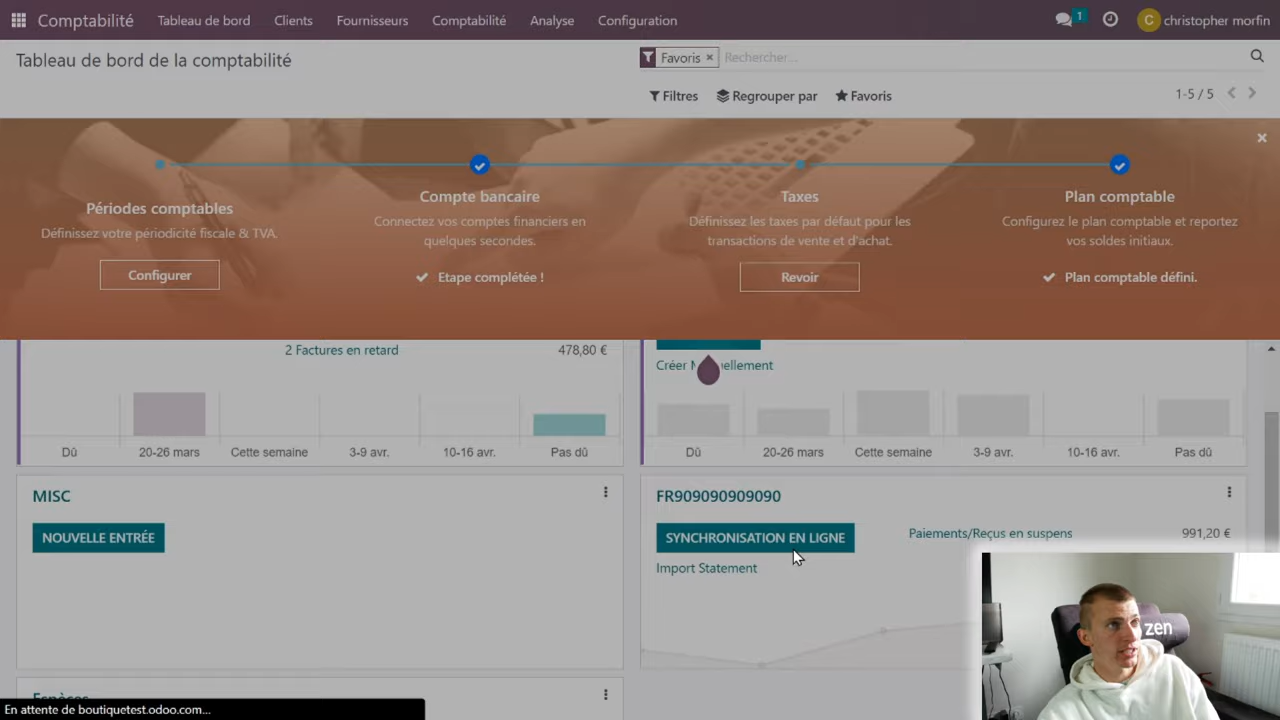 Comptabilité Tableau de bord Clients Fournisseurs Comptabilité Analyse Configuration 1 C christopher morfin
Tableau de bord de la comptabilité
Favoris × Rechercher...
Filtres Regrouper par Favoris 1-5 / 5
Périodes comptables
Définissez votre périodicité fiscale & TVA.
Configurer
Compte bancaire
Connectez vos comptes financiers en
quelques secondes.
Etape complétée !
Taxes
Définissez les taxes par défaut pour les
transactions de vente et d'achat.
Revoir
Plan comptable
Configurez le plan comptable et reportez
vos soldes initiaux.
Plan comptable défini.
2 Factures en retard 478,80 €
Dû 20-26 mars Cette semaine 3-9 avr. 10-16 avr. Pas dû
Dû 20-26 mars Cette semaine 3-9 avr. 10-16 avr. Pas dû
MISC
NOUVELLE ENTRÉE
FR909090909090
SYNCHRONISATION EN LIGNE Paiements/Reçus en suspens 991,20 €
Import Statement
zen
En attente de boutiquetest.odoo.com...